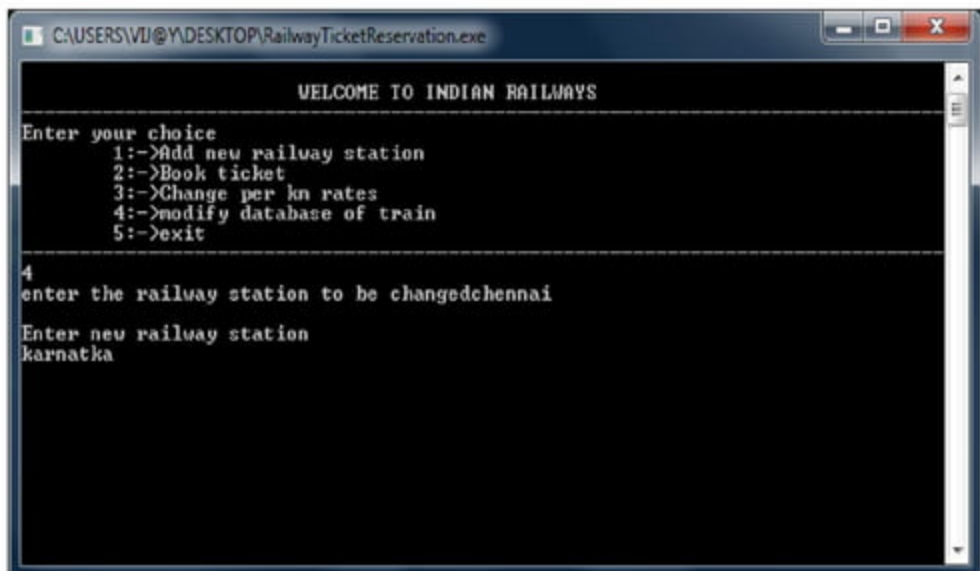 C:\USERS\VIJ@Y\DESKTOP\RailwayTicketReservation.exe
WELCOME TO INDIAN RAILWAYS
Enter your choice
1:->Add new railway station
2:->Book ticket
3:->Change per km rates
4:->modify database of train
5:->exit
4
enter the railway station to be changedchennai
Enter new railway station
karnatka